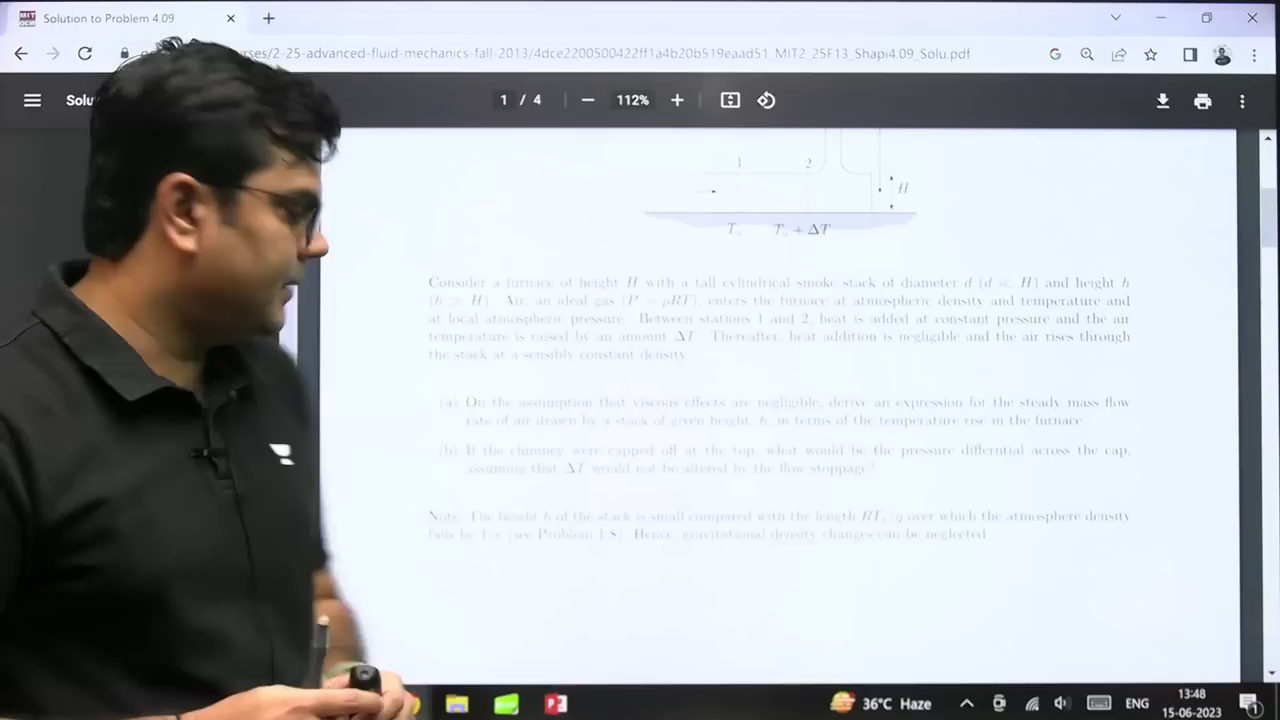 MIT OCW Solution to Problem 4.09
urses/2-25-advanced-fluid-mechanics-fall-2013/4dce2200500422ff1a4b20b519eaad51_MIT2_25F13_Shapi4.09_Solu.pdf
Solu 1 / 4 112%
1 2
H
Tₐ Tₐ + ΔT
Consider a furnace of height H with a tall cylindrical smoke stack of diameter d (d ≪ H) and height h
(h ≫ H). Air, an ideal gas (P = ρRT), enters the furnace at atmospheric density and temperature and
at local atmospheric pressure. Between stations 1 and 2, heat is added at constant pressure and the air
temperature is raised by an amount ΔT. Thereafter, heat addition is negligible and the air rises through
the stack at a sensibly constant density.
(a) On the assumption that viscous effects are negligible, derive an expression for the steady mass flow
rate of air drawn by a stack of given height, h, in terms of the temperature rise in the furnace.
(b) If the chimney were capped off at the top, what would be the pressure differntial across the cap,
assuming that ΔT would not be altered by the flow stoppage?
Note: The height h of the stack is small compared with the length RTₐ/g over which the atmosphere density
falls by 1/e (see Problem 1.8). Hence, gravitational density changes can be neglected.
36°C Haze ENG 13:48
15-06-2023 1